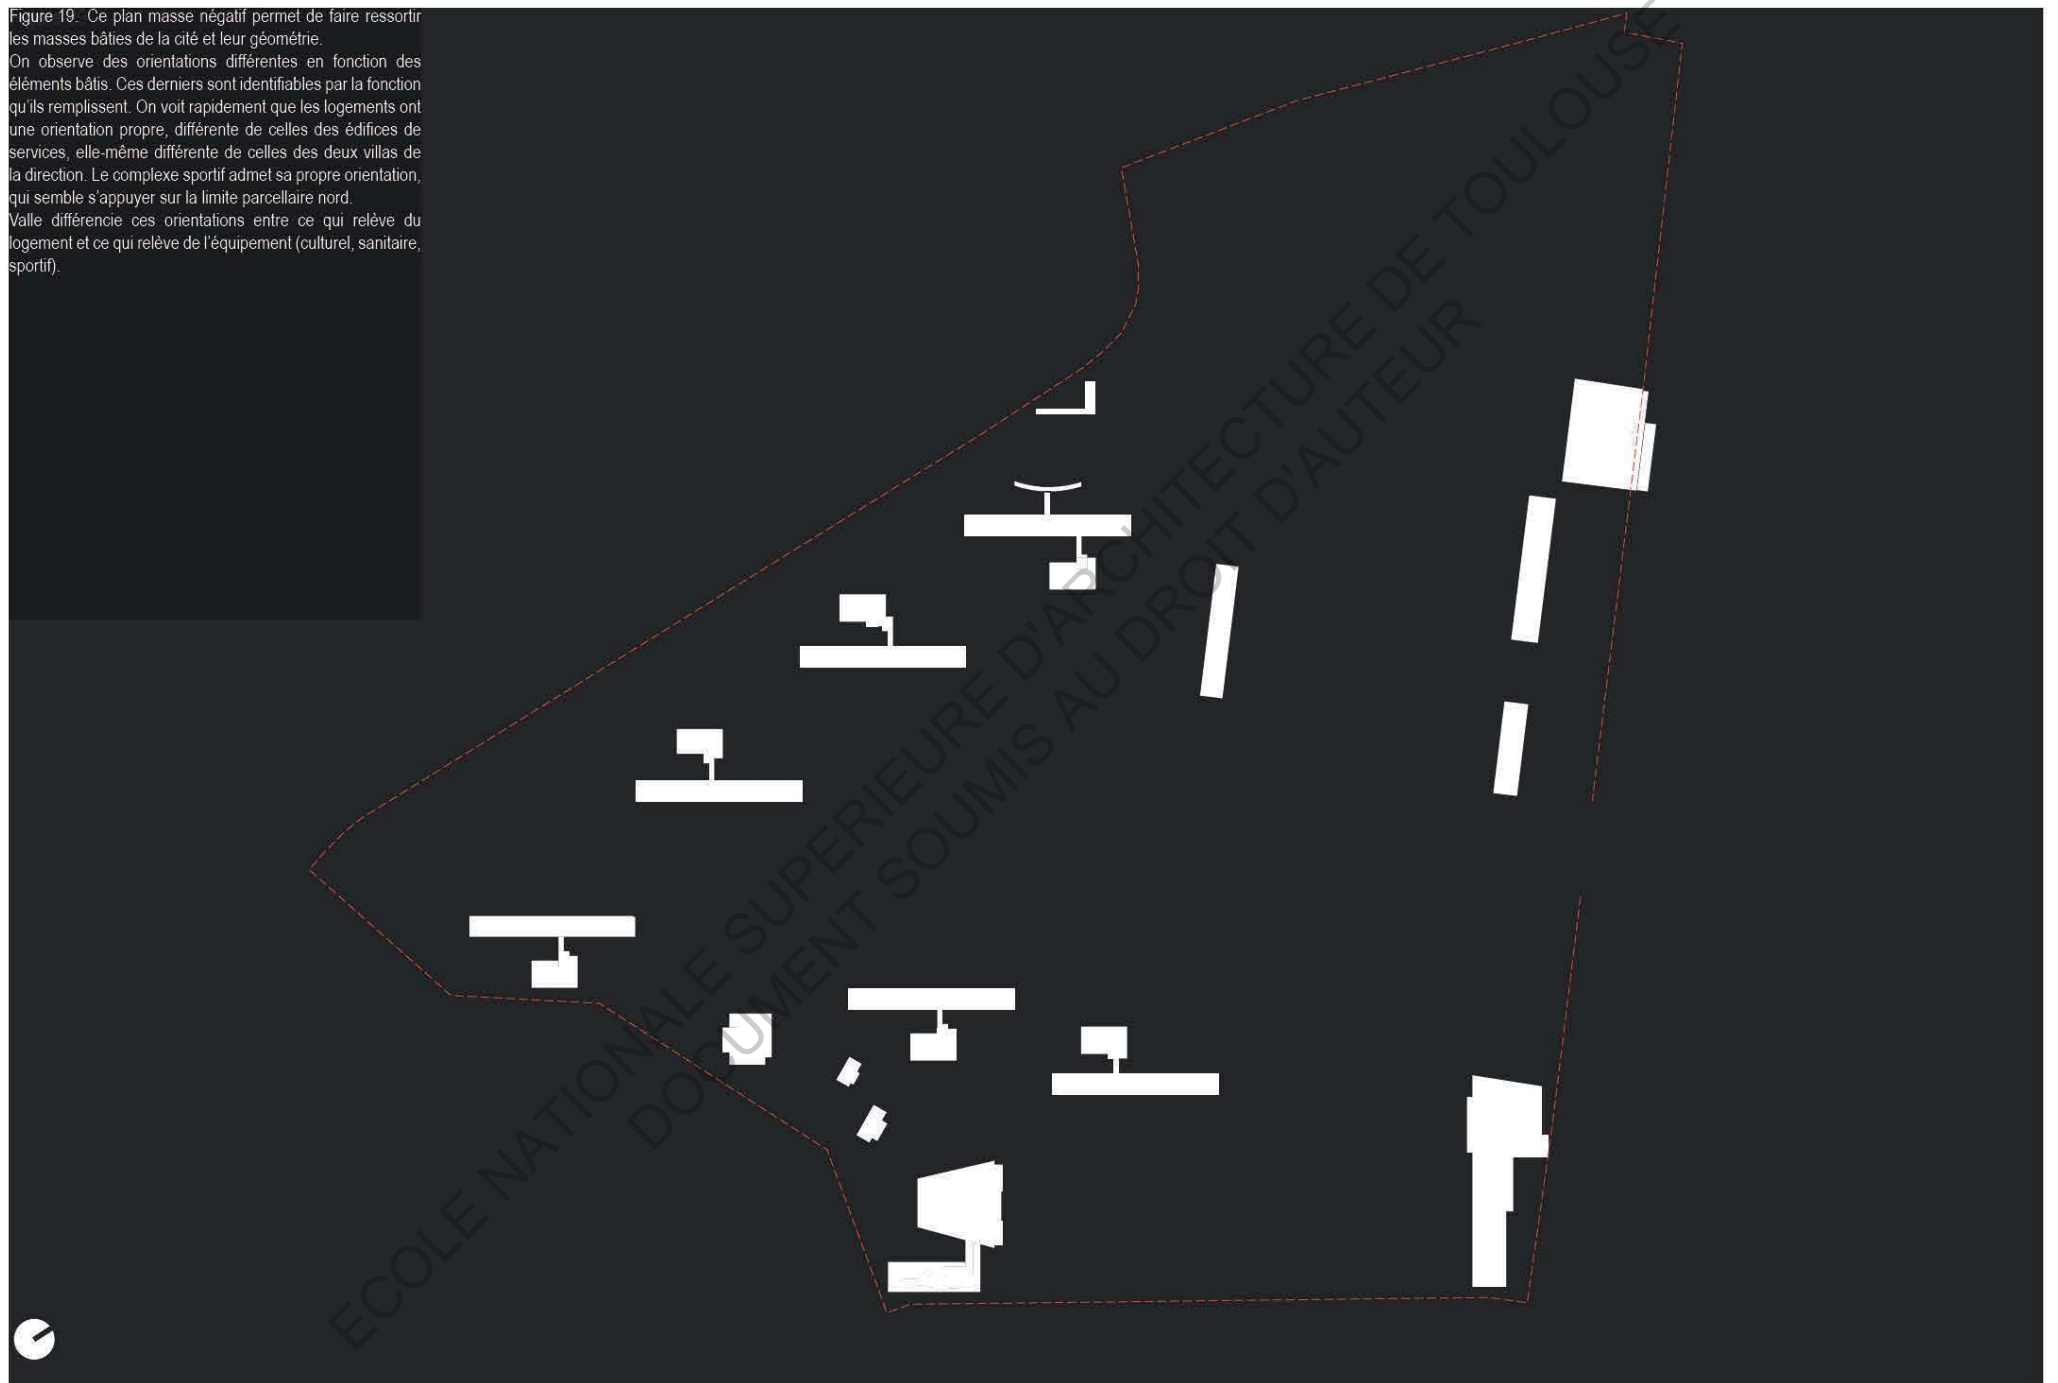 Figure 19. Ce plan masse négatif permet de faire ressortir
les masses bâties de la cité et leur géométrie.
On observe des orientations différentes en fonction des
éléments bâtis. Ces derniers sont identifiables par la fonction
qu'ils remplissent. On voit rapidement que les logements ont
une orientation propre, différente de celles des édifices de
services, elle-même différente de celles des deux villas de
la direction. Le complexe sportif admet sa propre orientation,
qui semble s'appuyer sur la limite parcellaire nord.
Valle différencie ces orientations entre ce qui relève du
logement et ce qui relève de l'équipement (culturel, sanitaire,
sportif).
ECOLE NATIONALE SUPERIEURE D'ARCHITECTURE DE TOULOUSE
DOCUMENT SOUMIS AU DROIT D'AUTEUR